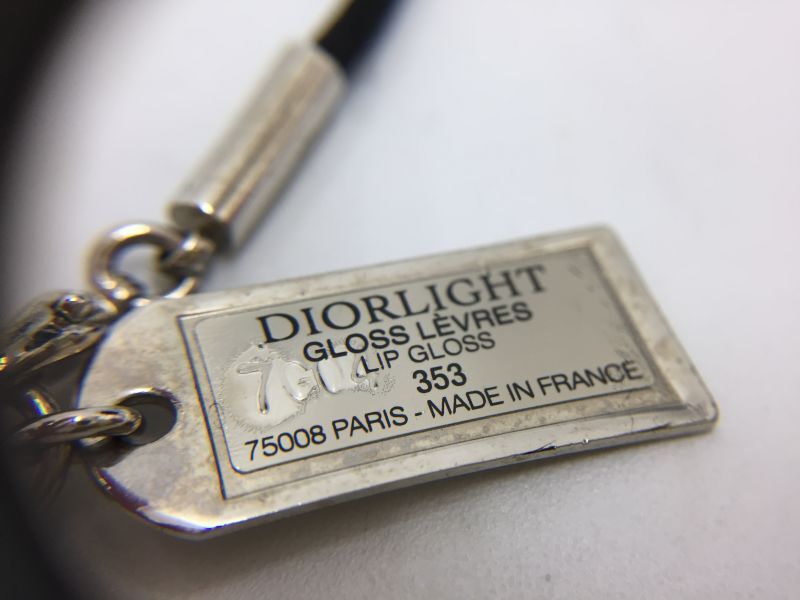 DIORLIGHT
GLOSS LÈVRES
LIP GLOSS
353
75008 PARIS - MADE IN FRANCE